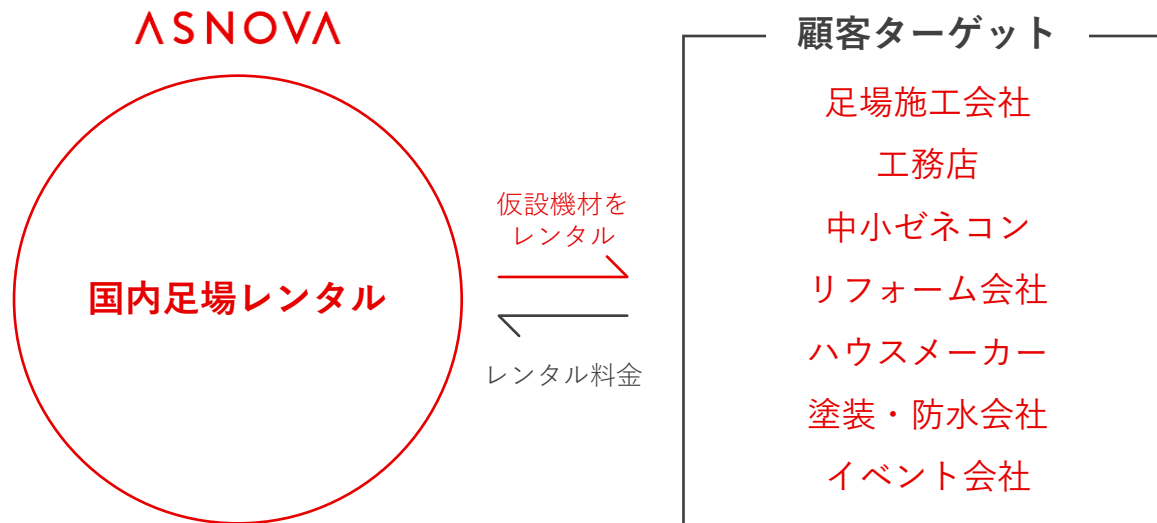 ASNOVA
国内足場レンタル
仮設機材を
レンタル
レンタル料金
顧客ターゲット
足場施工会社
工務店
中小ゼネコン
リフォーム会社
ハウスメーカー
塗装・防水会社
イベント会社